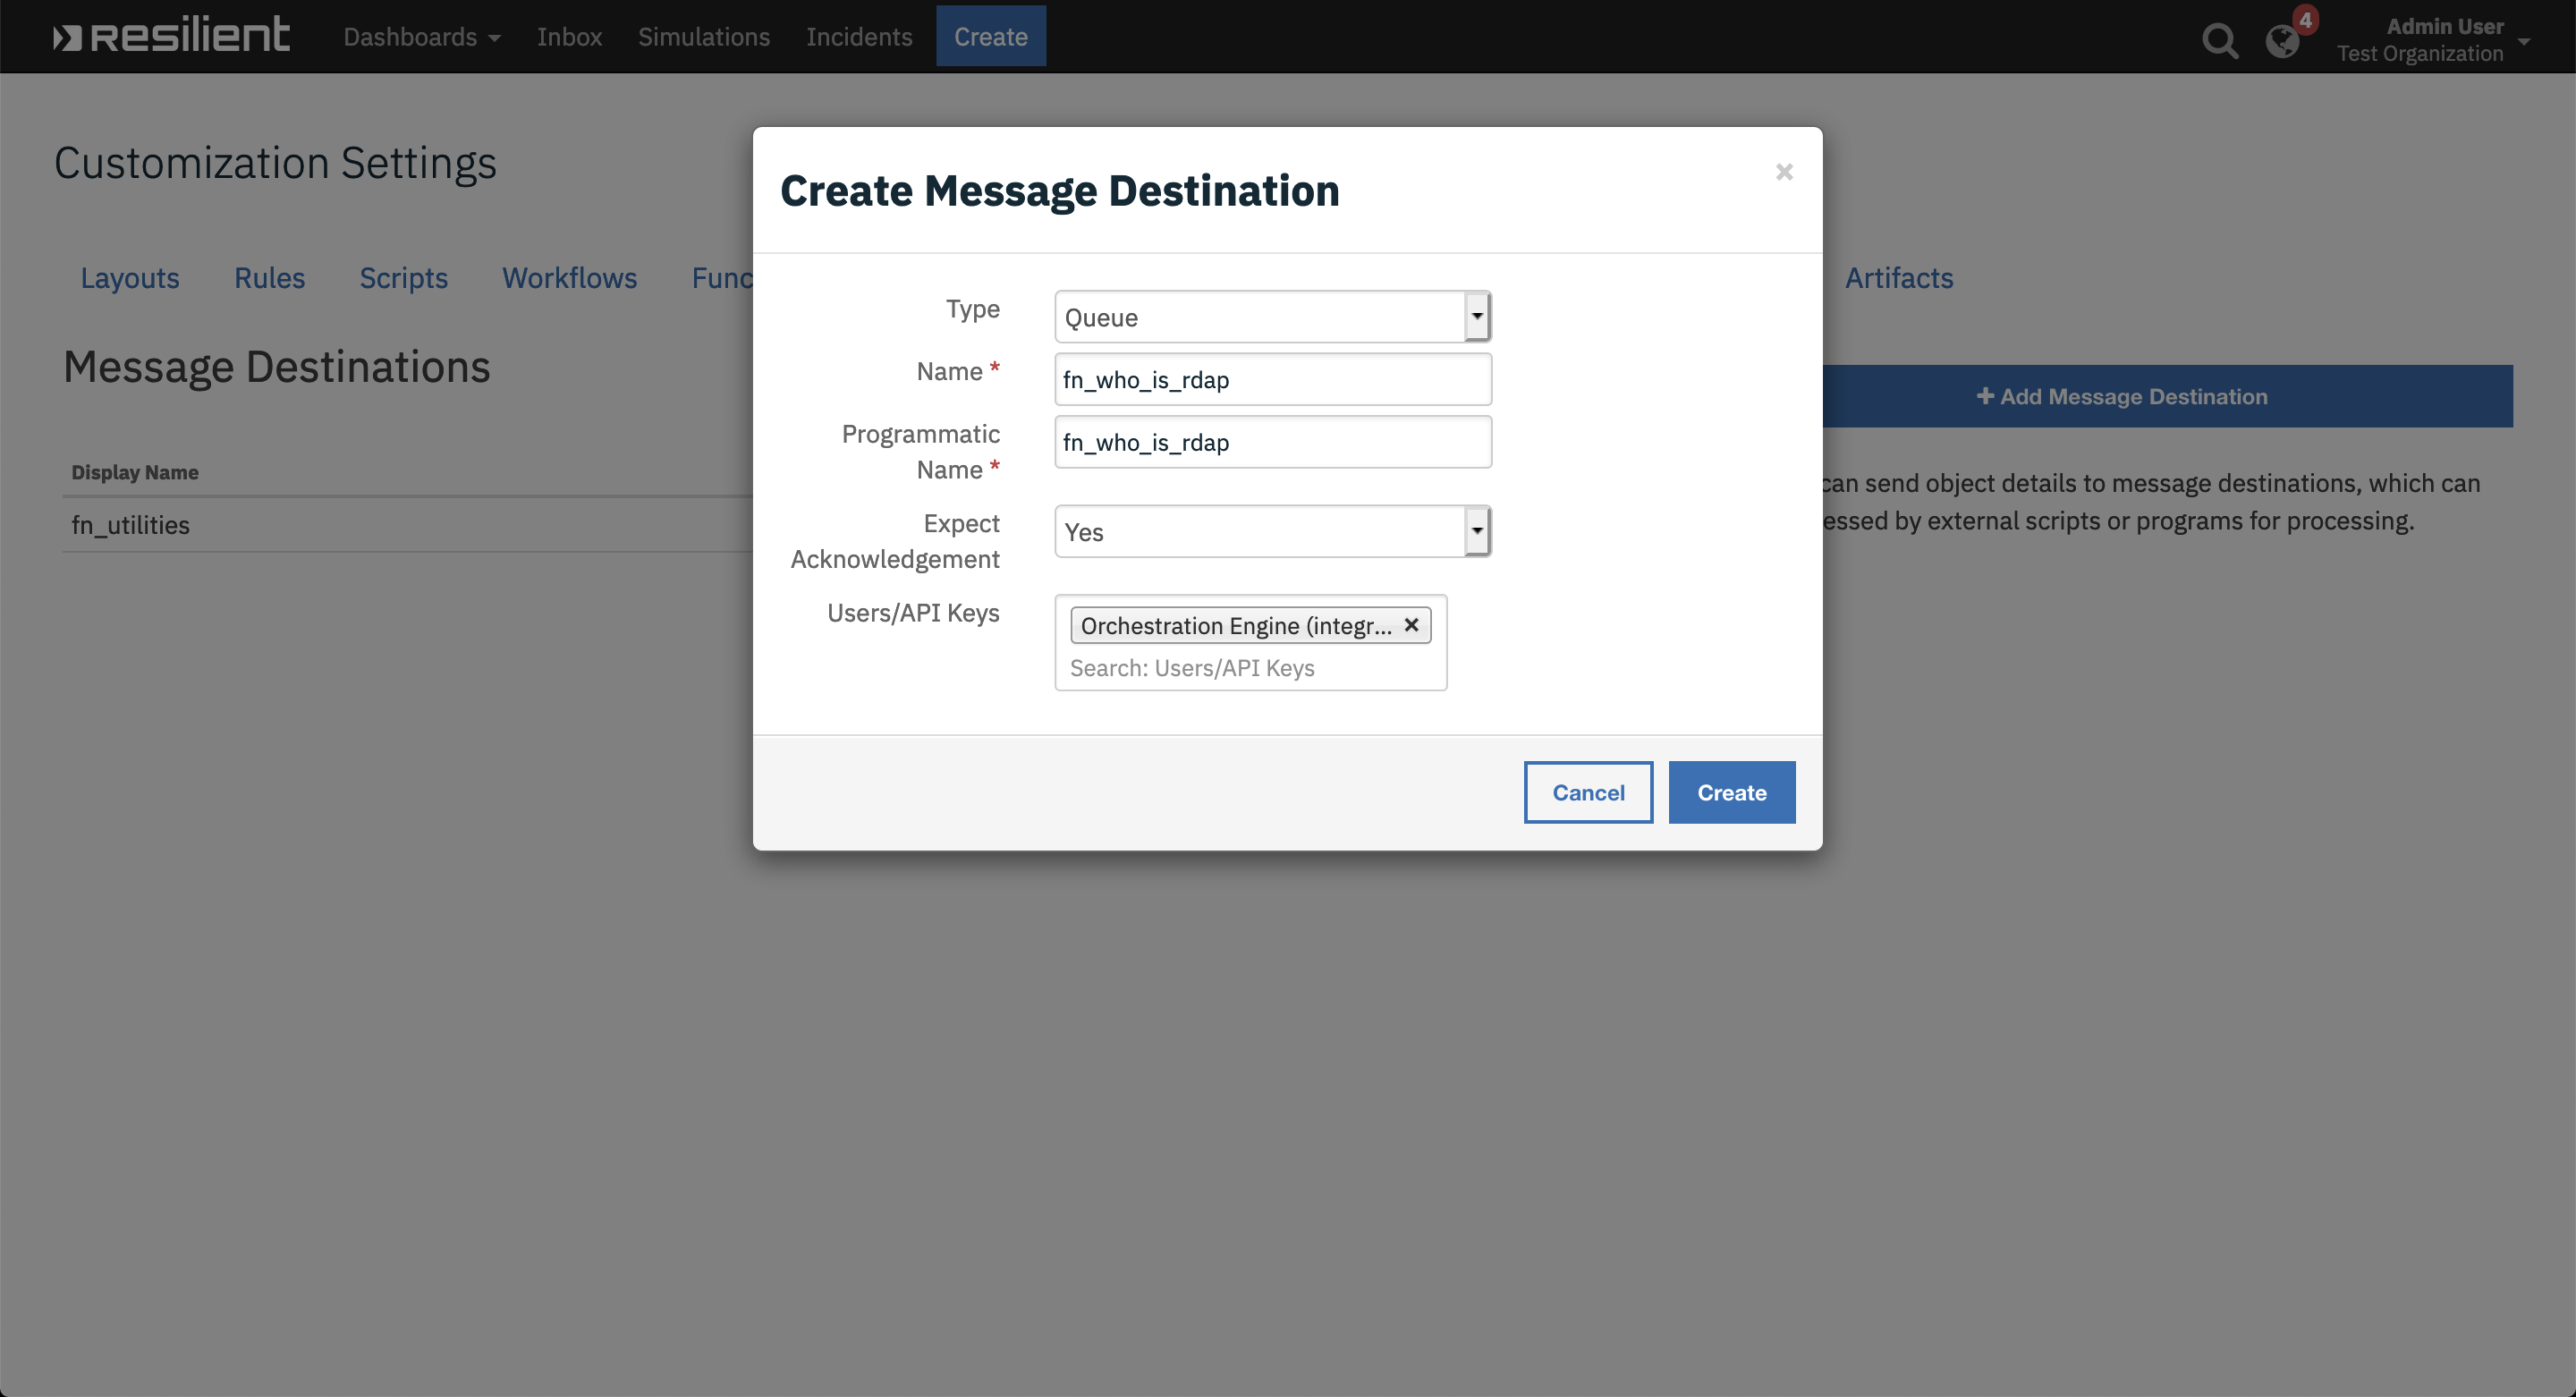 resilient
Dashboards Inbox Simulations Incidents Create
4
Admin User
Test Organization
Customization Settings
Layouts Rules Scripts Workflows Func Artifacts
Message Destinations
+ Add Message Destination
Display Name
fn_utilities
can send object details to message destinations, which can
essed by external scripts or programs for processing.
Create Message Destination
×
Type Queue
Name * fn_who_is_rdap
Programmatic
Name * fn_who_is_rdap
Expect
Acknowledgement Yes
Users/API Keys Orchestration Engine (integr... ×
Search: Users/API Keys
Cancel Create